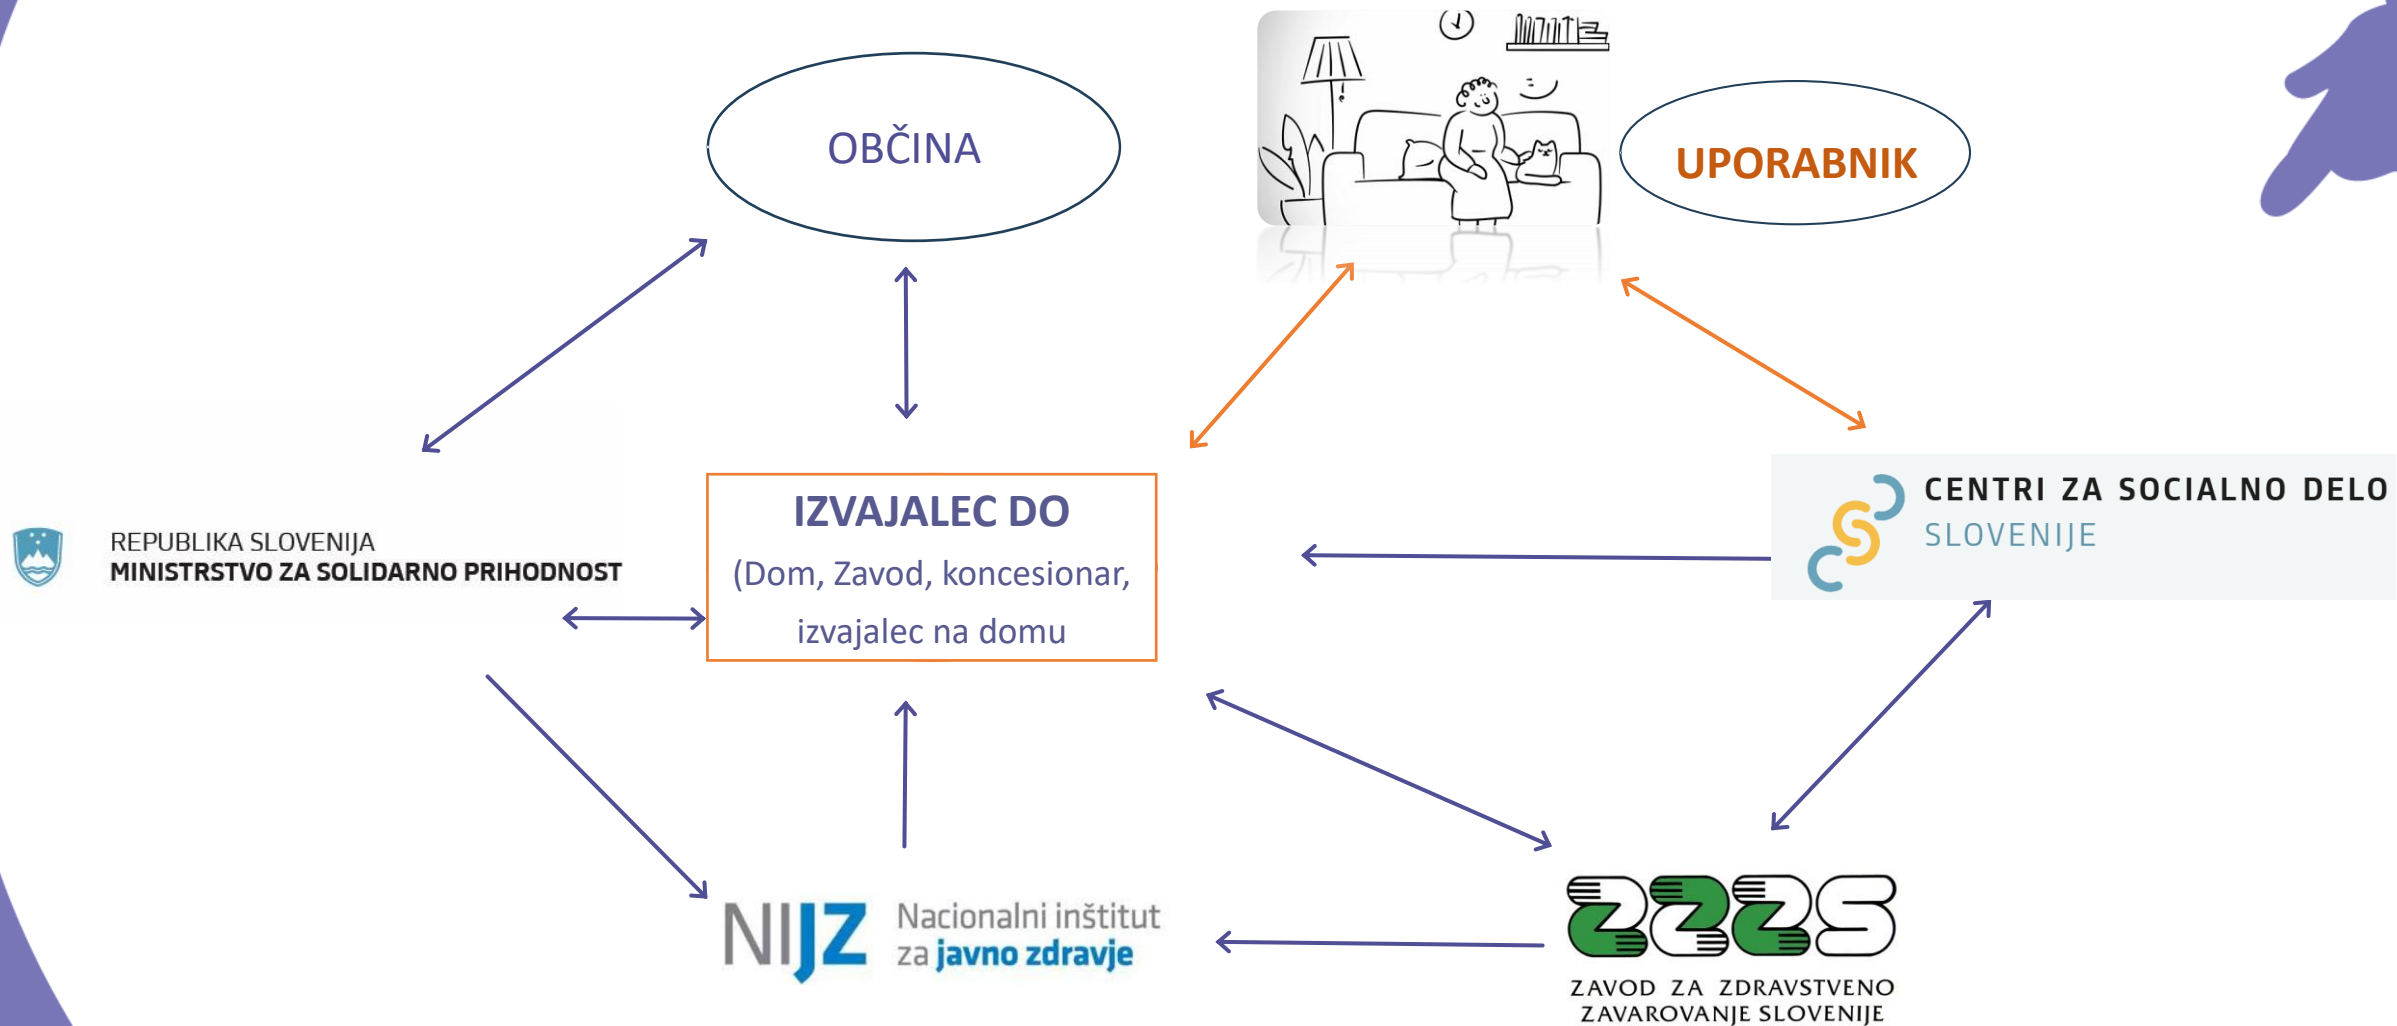 OBČINA
UPORABNIK
REPUBLIKA SLOVENIJA
MINISTRSTVO ZA SOLIDARNO PRIHODNOST
IZVAJALEC DO
(Dom, Zavod, koncesionar,
izvajalec na domu
CENTRI ZA SOCIALNO DELO
SLOVENIJE
NIJZ
Nacionalni inštitut
za javno zdravje
ZZZS
ZAVOD ZA ZDRAVSTVENO
ZAVAROVANJE SLOVENIJE